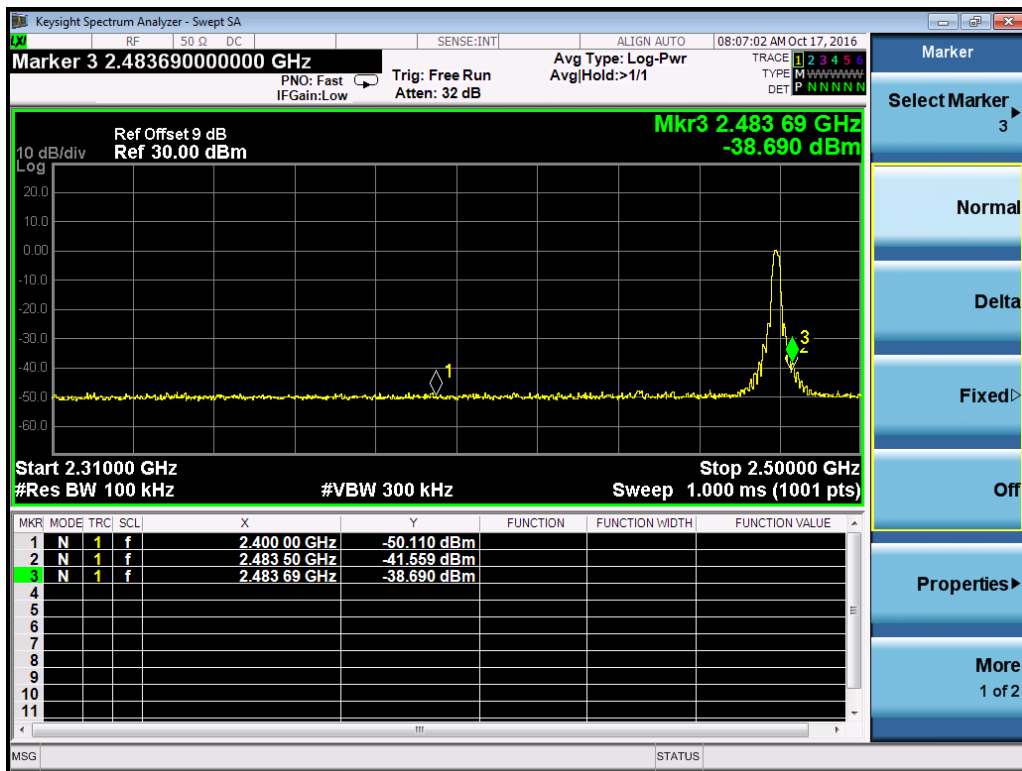 Keysight Spectrum Analyzer - Swept SA
LXI RF 50 Ω DC SENSE:INT ALIGN AUTO 08:07:02 AM Oct 17, 2016
Marker 3 2.483690000000 GHz
PNO: Fast
IFGain:Low
Trig: Free Run
Atten: 32 dB
Avg Type: Log-Pwr
Avg|Hold:>1/1
TRACE 1 2 3 4 5 6
TYPE M W W W W W
DET P N N N N N
Mkr3 2.483 69 GHz
-38.690 dBm
Ref Offset 9 dB
10 dB/div Ref 30.00 dBm
Log
20.0
10.0
0.00
-10.0
-20.0
-30.0
-40.0
-50.0
-60.0
1
3
2
Start 2.31000 GHz Stop 2.50000 GHz
#Res BW 100 kHz #VBW 300 kHz Sweep 1.000 ms (1001 pts)
MKR MODE TRC SCL X Y FUNCTION FUNCTION WIDTH FUNCTION VALUE
1 N 1 f 2.400 00 GHz -50.110 dBm
2 N 1 f 2.483 50 GHz -41.559 dBm
3 N 1 f 2.483 69 GHz -38.690 dBm
4
5
6
7
8
9
10
11
MSG STATUS
Marker
Select Marker
3
Normal
Delta
Fixed
Off
Properties
More
1 of 2